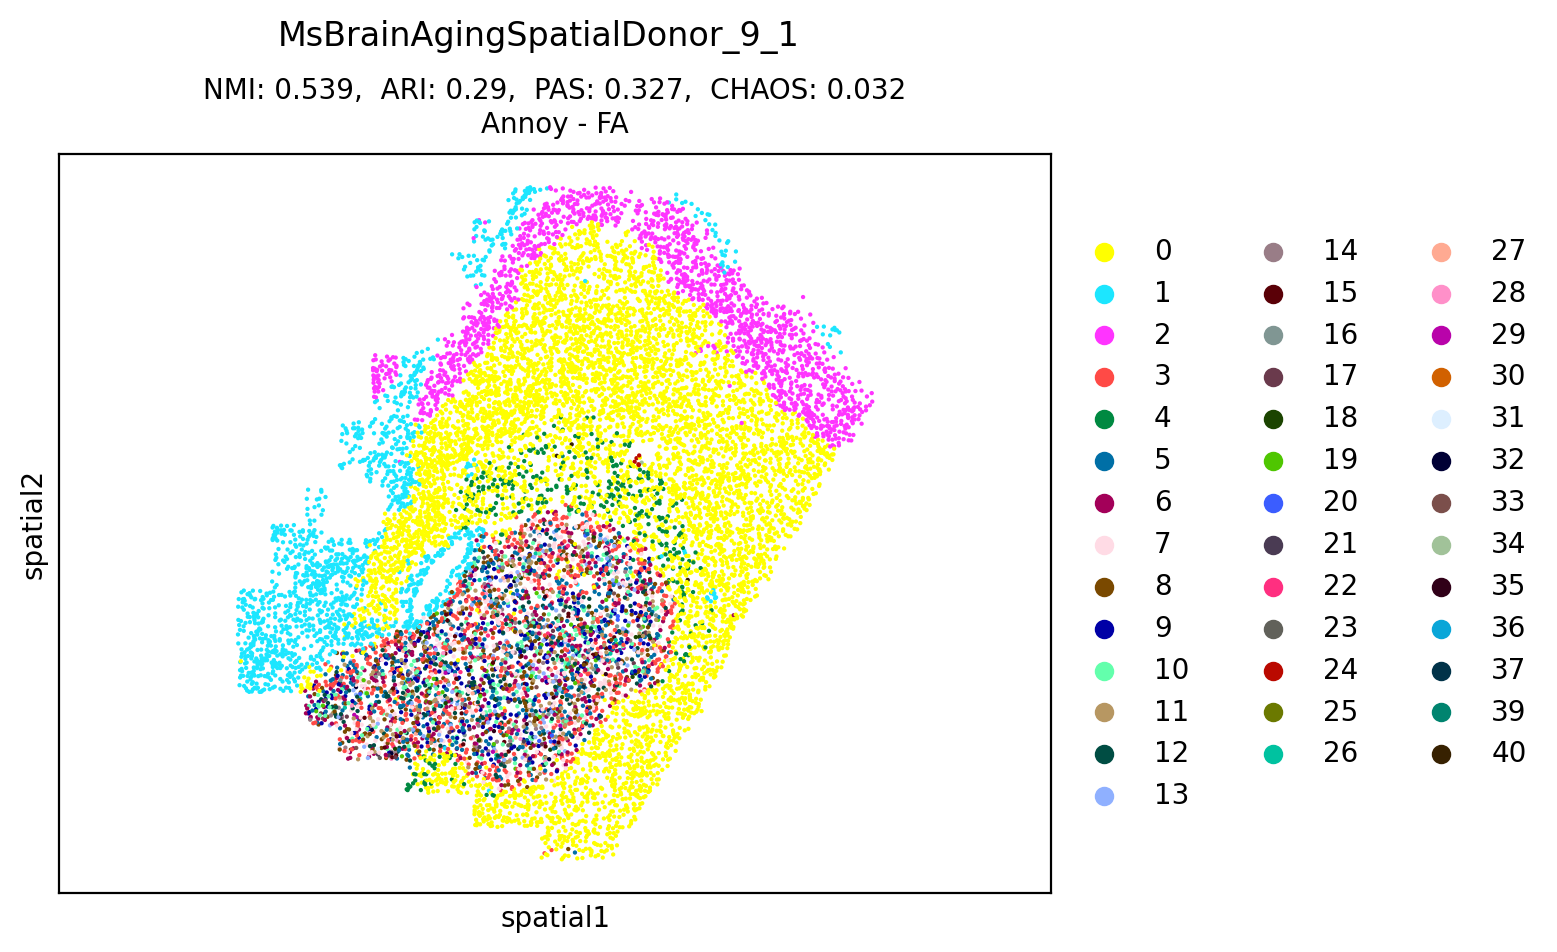 MsBrainAgingSpatialDonor_9_1
NMI: 0.539,  ARI: 0.29,  PAS: 0.327,  CHAOS: 0.032
Annoy - FA
spatial2
spatial1
0 14 27
1 15 28
2 16 29
3 17 30
4 18 31
5 19 32
6 20 33
7 21 34
8 22 35
9 23 36
10 24 37
11 25 39
12 26 40
13